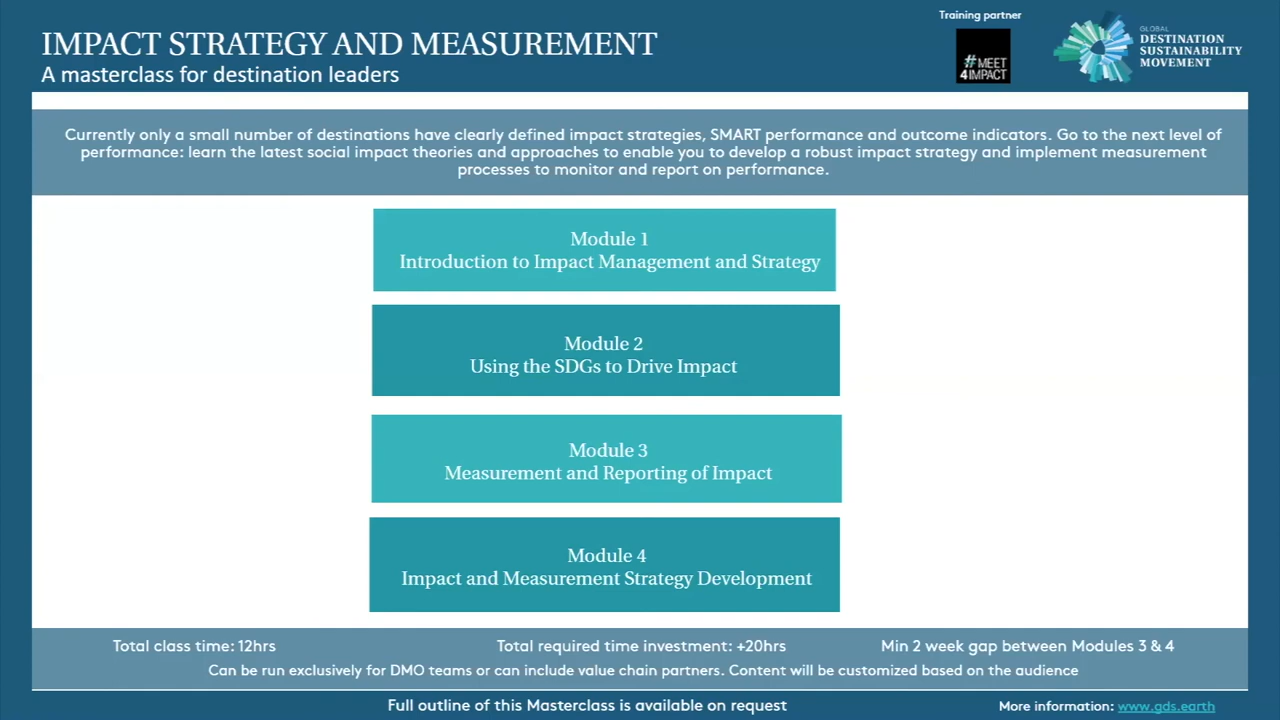 Training partner
IMPACT STRATEGY AND MEASUREMENT
A masterclass for destination leaders
#MEET
4IMPACT
GLOBAL
DESTINATION
SUSTAINABILITY
MOVEMENT
Currently only a small number of destinations have clearly defined impact strategies, SMART performance and outcome indicators. Go to the next level of
performance: learn the latest social impact theories and approaches to enable you to develop a robust impact strategy and implement measurement
processes to monitor and report on performance.
Module 1
Introduction to Impact Management and Strategy
Module 2
Using the SDGs to Drive Impact
Module 3
Measurement and Reporting of Impact
Module 4
Impact and Measurement Strategy Development
Total class time: 12hrs
Total required time investment: +20hrs
Min 2 week gap between Modules 3 & 4
Can be run exclusively for DMO teams or can include value chain partners. Content will be customized based on the audience
Full outline of this Masterclass is available on request
More information: www.gds.earth